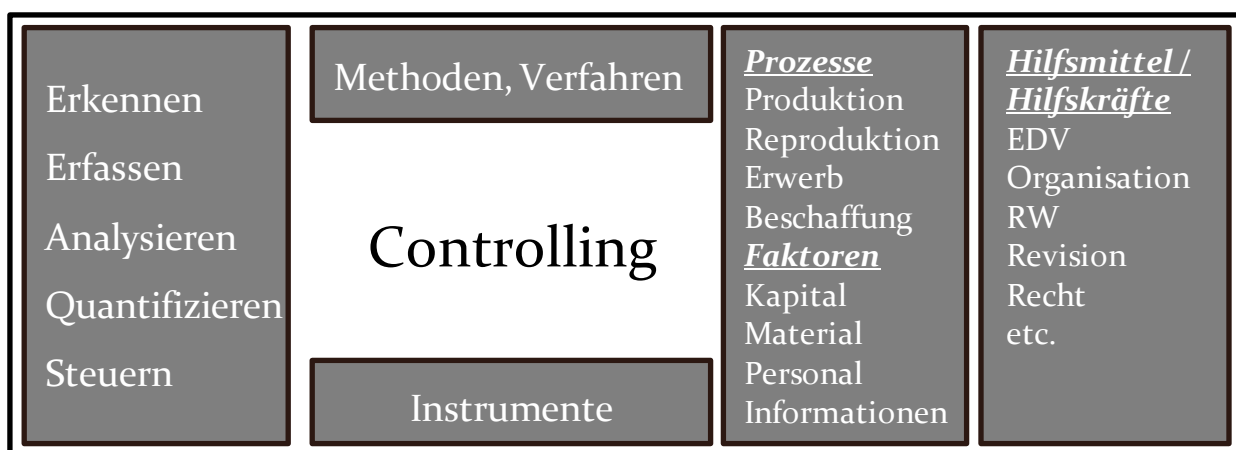 Erkennen
Erfassen
Analysieren
Quantifizieren
Steuern
Methoden, Verfahren
Controlling
Instrumente
Prozesse
Produktion
Reproduktion
Erwerb
Beschaffung
Faktoren
Kapital
Material
Personal
Informationen
Hilfsmittel /
Hilfskräfte
EDV
Organisation
RW
Revision
Recht
etc.